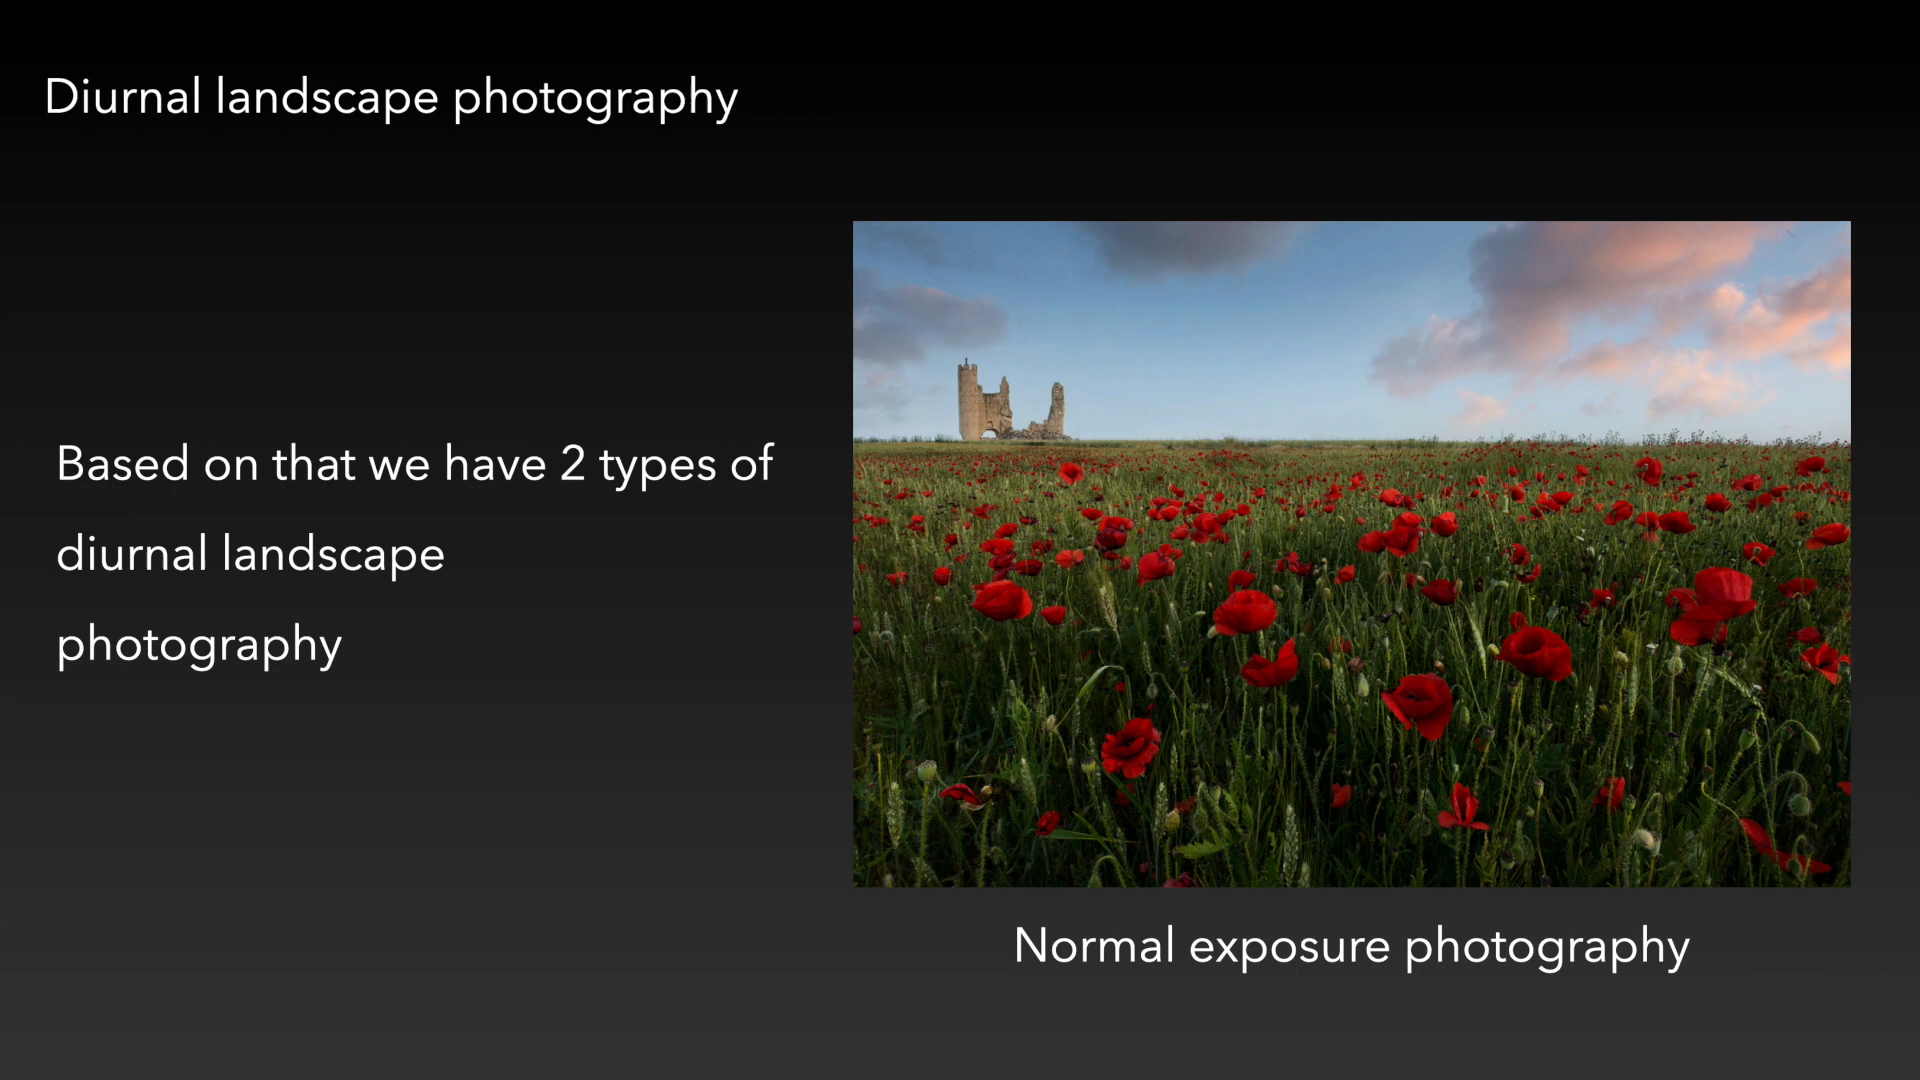 Diurnal landscape photography
Based on that we have 2 types of
diurnal landscape
photography
Normal exposure photography